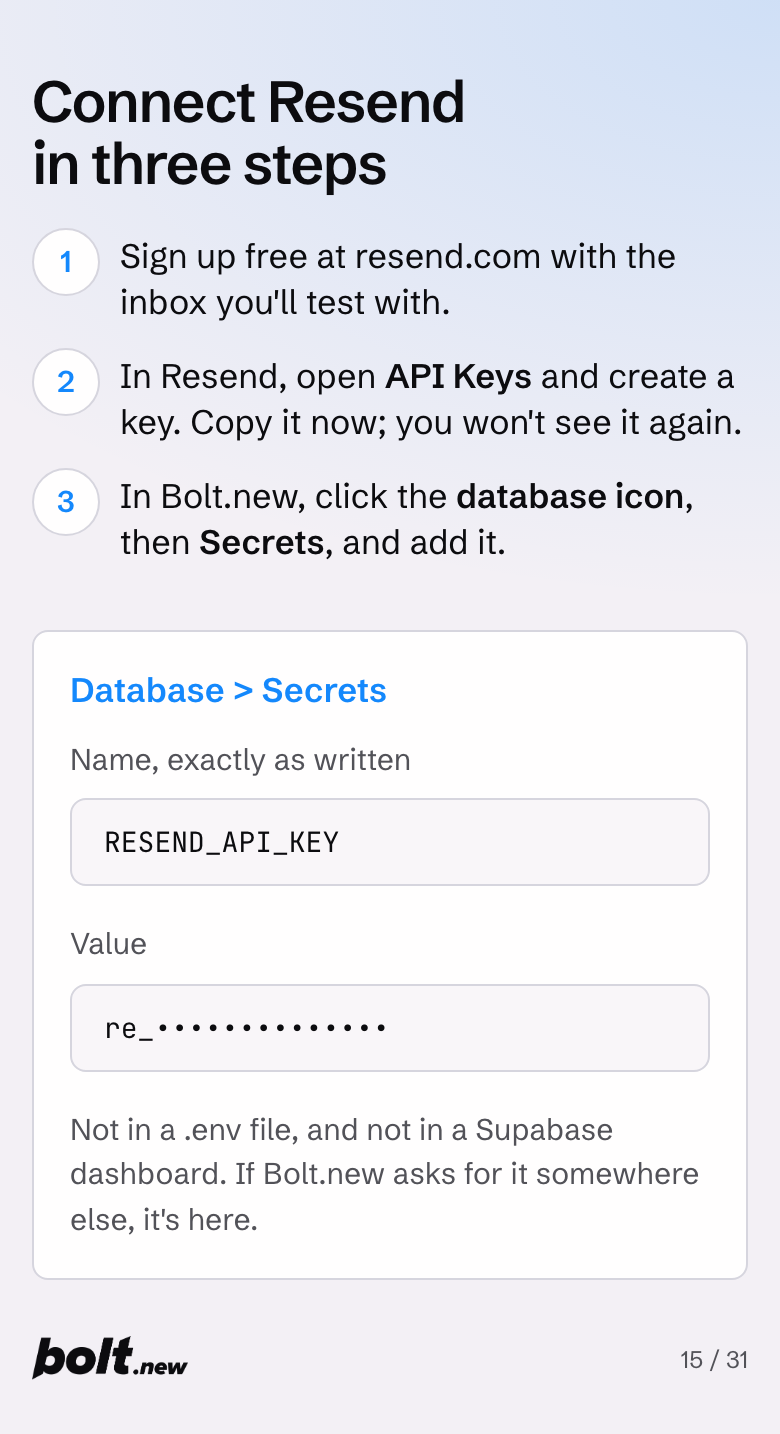 Connect Resend
in three steps
1
Sign up free at resend.com with the
inbox you'll test with.
2
In Resend, open API Keys and create a
key. Copy it now; you won't see it again.
3
In Bolt.new, click the database icon,
then Secrets, and add it.
Database > Secrets
Name, exactly as written
RESEND_API_KEY
Value
re_••••••••••••••
Not in a .env file, and not in a Supabase
dashboard. If Bolt.new asks for it somewhere
else, it's here.
bolt.new
15 / 31